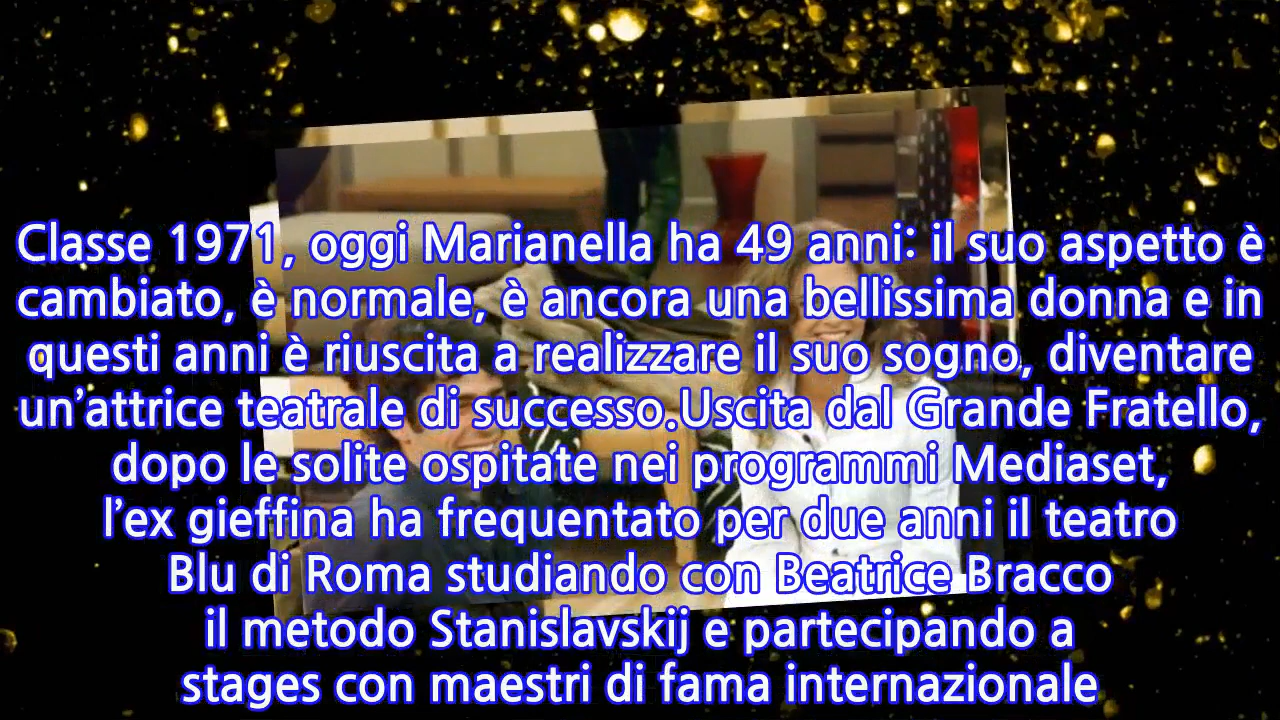 Classe 1971, oggi Marianella ha 49 anni: il suo aspetto è
cambiato, è normale, è ancora una bellissima donna e in
questi anni è riuscita a realizzare il suo sogno, diventare
un’attrice teatrale di successo.Uscita dal Grande Fratello,
dopo le solite ospitate nei programmi Mediaset,
l’ex gieffina ha frequentato per due anni il teatro
Blu di Roma studiando con Beatrice Bracco
il metodo Stanislavskij e partecipando a
stages con maestri di fama internazionale